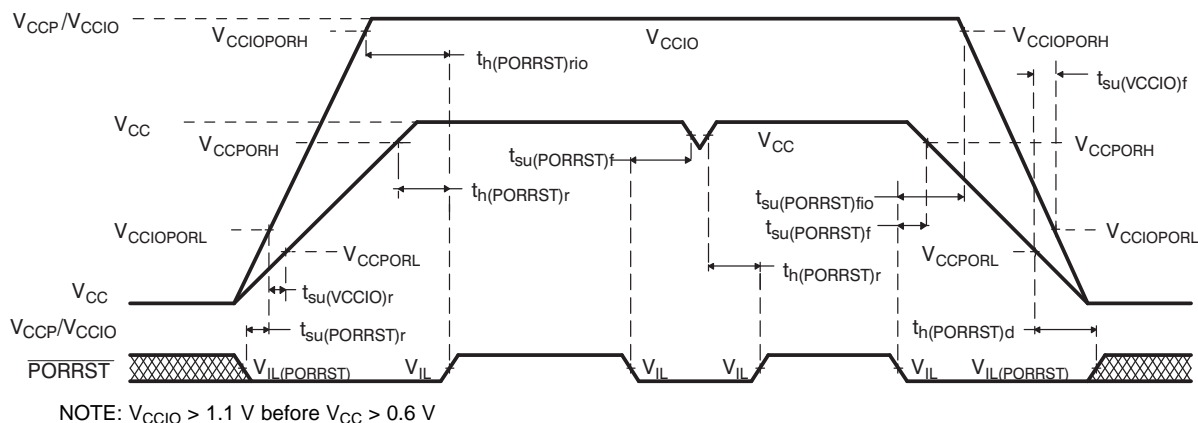 VCCP/VCCIO
VCCIOPORH
VCCIO
VCCIOPORH
th(PORRST)rio
tsu(VCCIO)f
VCC
VCCPORH
VCC
VCCPORH
tsu(PORRST)f
th(PORRST)r
tsu(PORRST)fio
VCCIOPORL
tsu(PORRST)f
VCCIOPORL
VCCPORL
VCCPORL
th(PORRST)r
VCC
tsu(VCCIO)r
VCCP/VCCIO
tsu(PORRST)r
th(PORRST)d
PORRST
VIL(PORRST)
VIL
VIL
VIL
VIL
VIL(PORRST)
NOTE: VCCIO > 1.1 V before VCC > 0.6 V